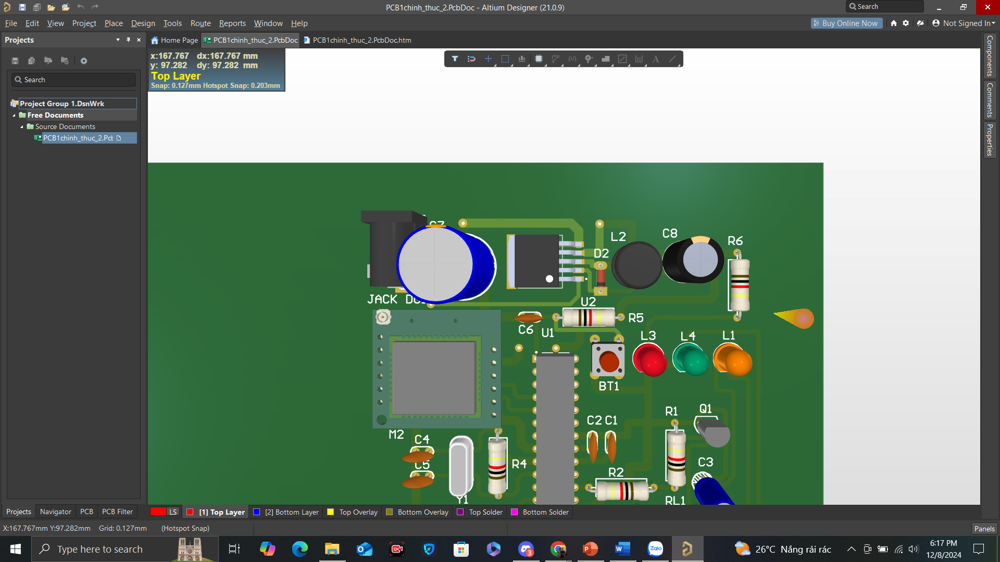 PCB1chinh_thuc_2.PcbDoc - Altium Designer (21.0.9)
Search
File Edit View Project Place Design Tools Route Reports Window Help
Buy Online Now
Not Signed In
Projects
Home Page
PCB1chinh_thuc_2.PcbDoc
PCB1chinh_thuc_2.PcbDoc.htm
x:167.767 dx:167.767 mm
y: 97.282 dy: 97.282 mm
Top Layer
Snap: 0.127mm Hotspot Snap: 0.203mm
Search
Project Group 1.DsnWrk
Free Documents
Source Documents
PCB1chinh_thuc_2.Pcb
Components
Comments
Properties
L2
C8
R6
D2
JACK
U2
R5
C6
U1
L3
L4
L1
BT1
M2
C4
C5
Y1
R4
C2 C1
R2
R1
Q1
C3
RL1
Projects Navigator PCB PCB Filter
LS
[1] Top Layer
[2] Bottom Layer
Top Overlay
Bottom Overlay
Top Solder
Bottom Solder
X:167.767mm Y:97.282mm Grid: 0.127mm (Hotspot Snap)
Panels
Type here to search
3
Zalo
26°C Nắng rải rác
6:17 PM
12/8/2024